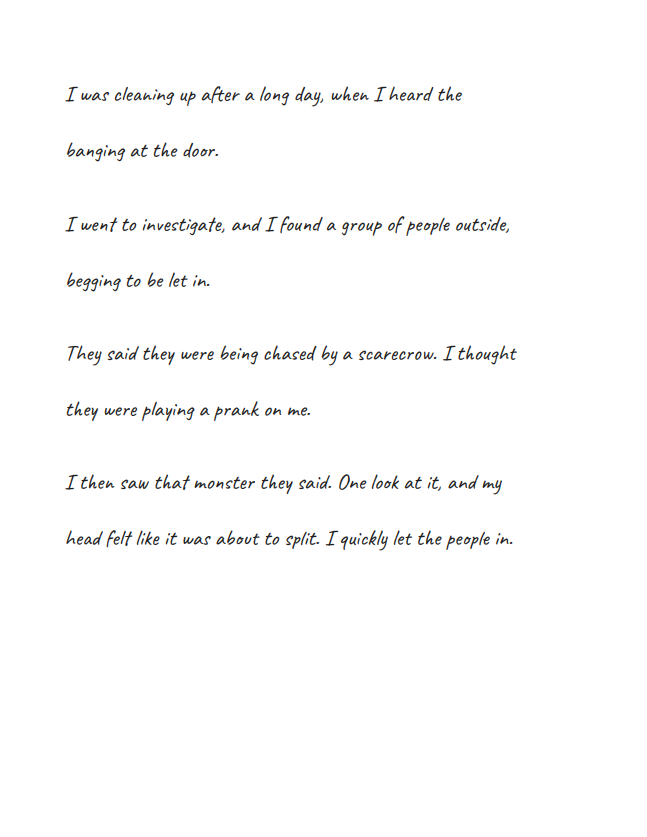 I was cleaning up after a long day, when I heard the
banging at the door.
I went to investigate, and I found a group of people outside,
begging to be let in.
They said they were being chased by a scarecrow. I thought
they were playing a prank on me.
I then saw that monster they said. One look at it, and my
head felt like it was about to split. I quickly let the people in.